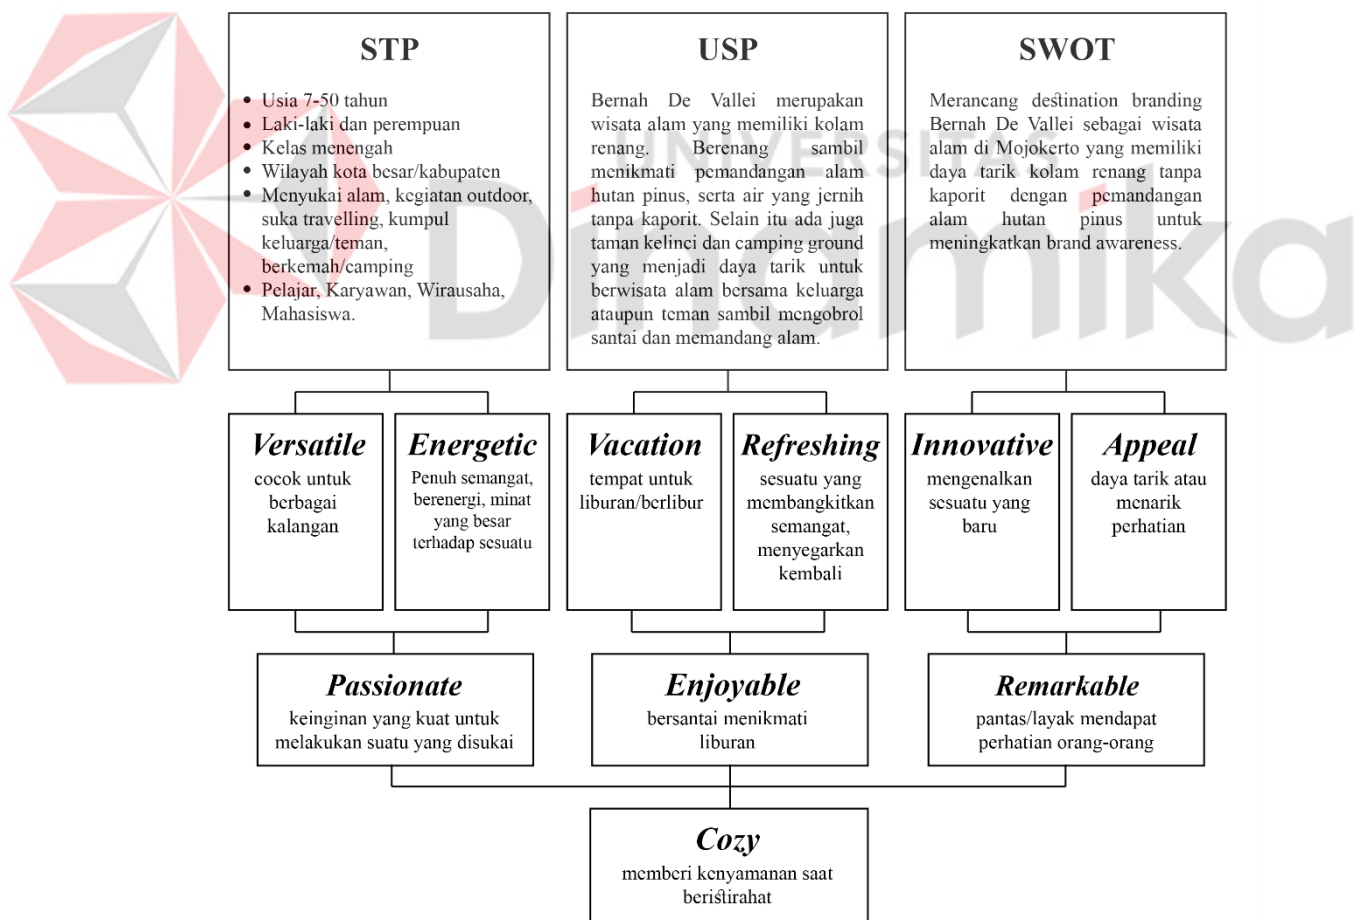 STP
• Usia 7-50 tahun
• Laki-laki dan perempuan
• Kelas menengah
• Wilayah kota besar/kabupaten
• Menyukai alam, kegiatan outdoor,
suka travelling, kumpul
keluarga/teman,
berkemah/camping
• Pelajar, Karyawan, Wirausaha,
Mahasiswa.
USP
Bernah De Vallei merupakan
wisata alam yang memiliki kolam
renang. Berenang sambil
menikmati pemandangan alam
hutan pinus, serta air yang jernih
tanpa kaporit. Selain itu ada juga
taman kelinci dan camping ground
yang menjadi daya tarik untuk
berwisata alam bersama keluarga
ataupun teman sambil mengobrol
santai dan memandang alam.
SWOT
Merancang destination branding
Bernah De Vallei sebagai wisata
alam di Mojokerto yang memiliki
daya tarik kolam renang tanpa
kaporit dengan pemandangan
alam hutan pinus untuk
meningkatkan brand awareness.
UNIVERSITAS
Dinamika
Versatile
cocok untuk
berbagai
kalangan
Energetic
Penuh semangat,
berenergi, minat
yang besar
terhadap sesuatu
Vacation
tempat untuk
liburan/berlibur
Refreshing
sesuatu yang
membangkitkan
semangat,
menyegarkan
kembali
Innovative
mengenalkan
sesuatu yang
baru
Appeal
daya tarik atau
menarik
perhatian
Passionate
keinginan yang kuat untuk
melakukan suatu yang disukai
Enjoyable
bersantai menikmati
liburan
Remarkable
pantas/layak mendapat
perhatian orang-orang
Cozy
memberi kenyamanan saat
beristirahat